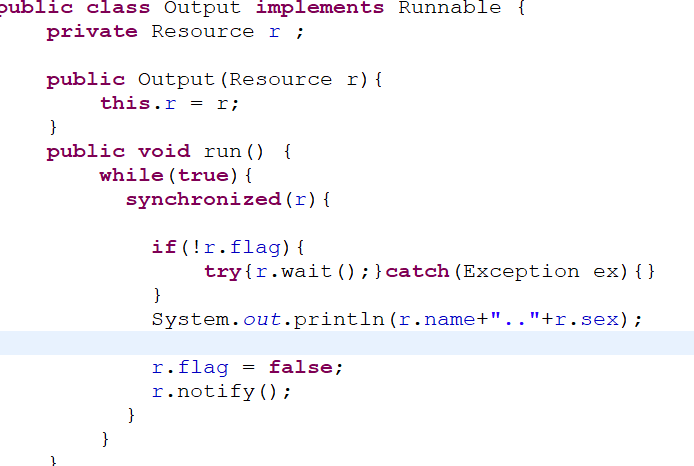 public class Output implements Runnable {
    private Resource r ;

    public Output(Resource r){
        this.r = r;
    }
    public void run() {
        while(true){
          synchronized(r){

            if(!r.flag){
                try{r.wait();}catch(Exception ex){}
            }
            System.out.println(r.name+".."+r.sex);

            r.flag = false;
            r.notify();
          }
        }
    }